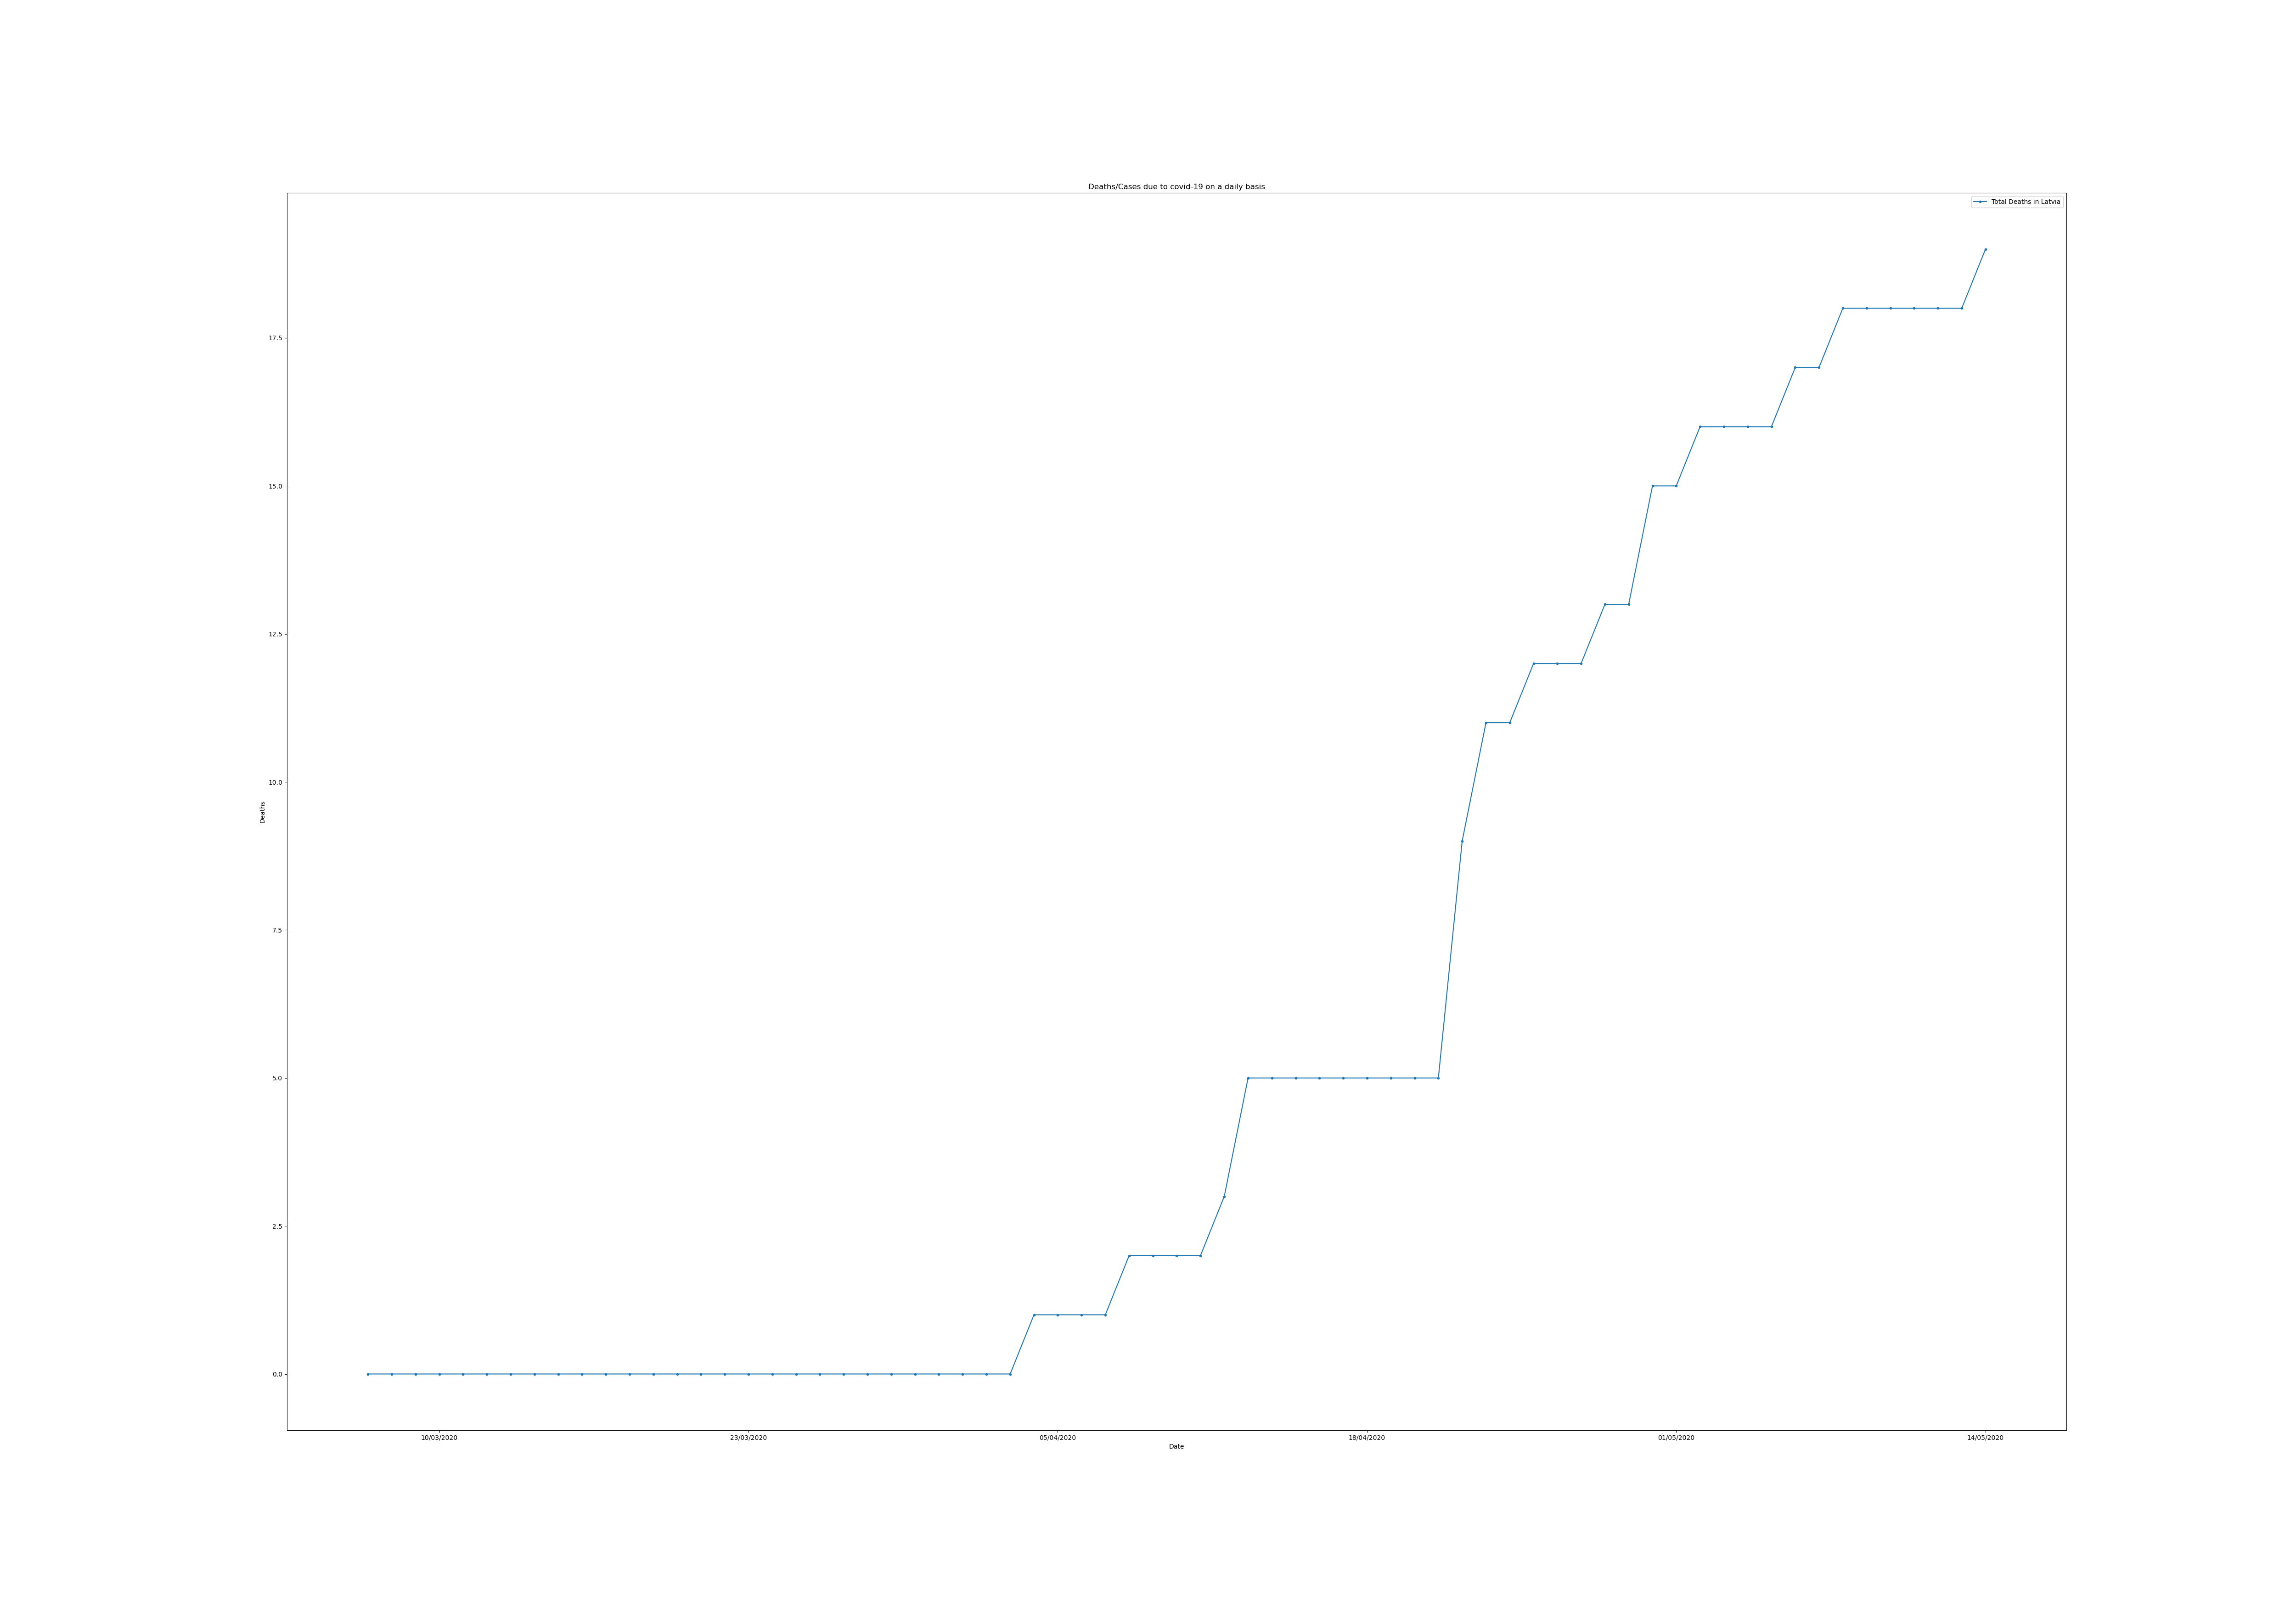 Deaths/Cases due to covid-19 on a daily basis
Total Deaths in Latvia
17.5
15.0
12.5
10.0
7.5
5.0
2.5
0.0
Deaths
10/03/2020 23/03/2020 05/04/2020 18/04/2020 01/05/2020 14/05/2020
Date